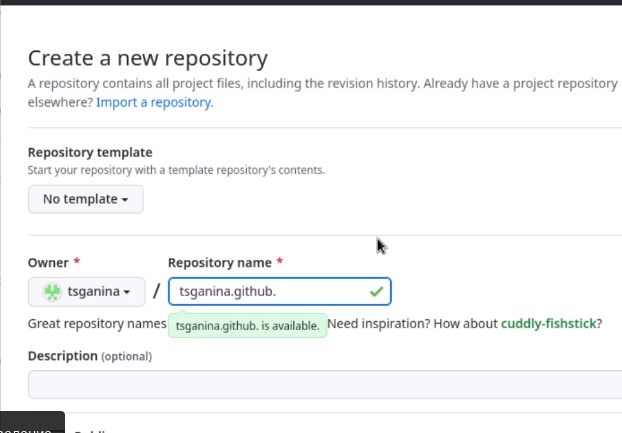 Create a new repository
A repository contains all project files, including the revision history. Already have a project repository
elsewhere? Import a repository.
Repository template
Start your repository with a template repository's contents.
No template
Owner * Repository name *
tsganina / tsganina.github.
Great repository names Need inspiration? How about cuddly-fishstick?
tsganina.github. is available.
Description (optional)